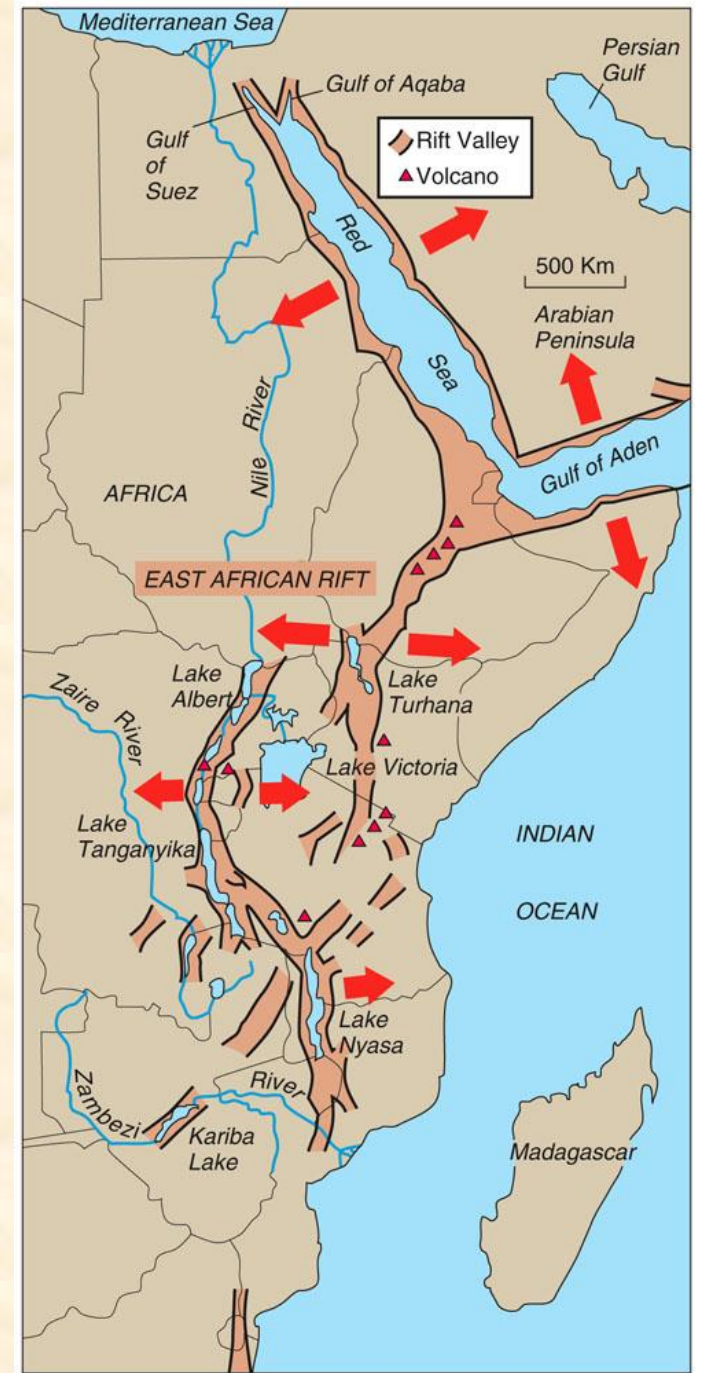 Mediterranean Sea
Persian
Gulf
Gulf of Aqaba
Gulf
of
Suez
Rift Valley
Volcano
Red
Sea
500 Km
Arabian
Peninsula
Nile River
AFRICA
Gulf of Aden
EAST AFRICAN RIFT
Lake
Albert
Lake
Turhana
Zaire River
Lake Victoria
Lake
Tanganyika
INDIAN
OCEAN
Lake
Nyasa
Zambezi River
Kariba
Lake
Madagascar